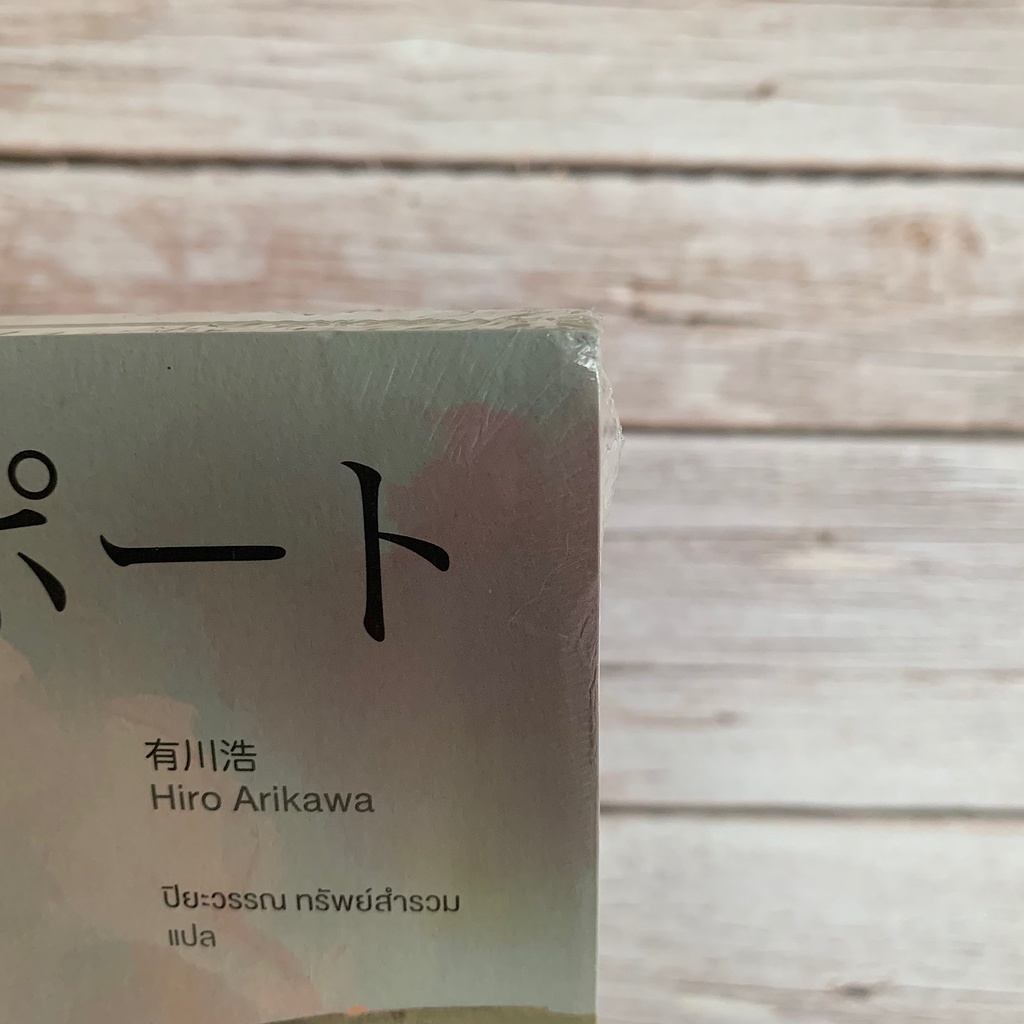 ポート
有川浩
Hiro Arikawa
ปิยะวรรณ ทรัพย์สำรวม
แปล